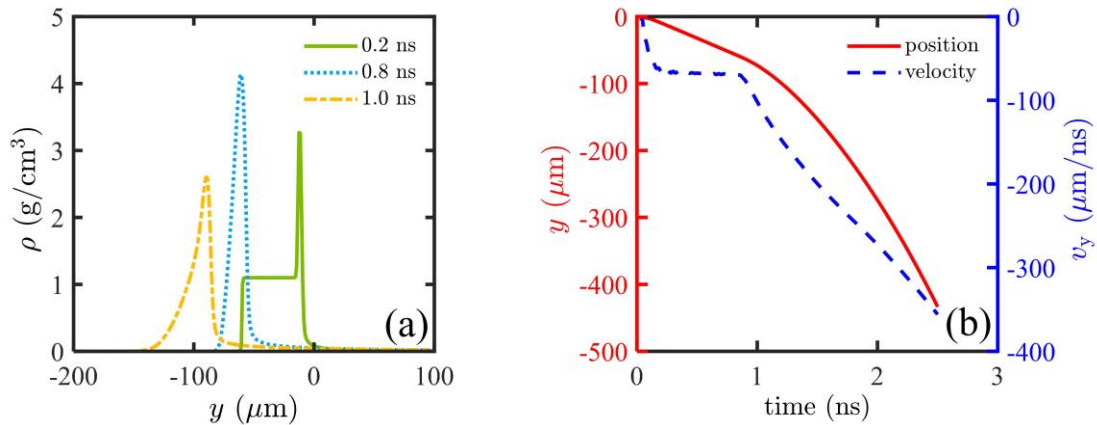 5
4
3
2
1
0
ρ (g/cm³)
0.2 ns
0.8 ns
1.0 ns
(a)
-200 -100 0 100
y (μm)
0
-100
-200
-300
-400
-500
y (μm)
position
velocity
(b)
0
-100
-200
-300
-400
v_y (μm/ns)
0 1 2 3
time (ns)